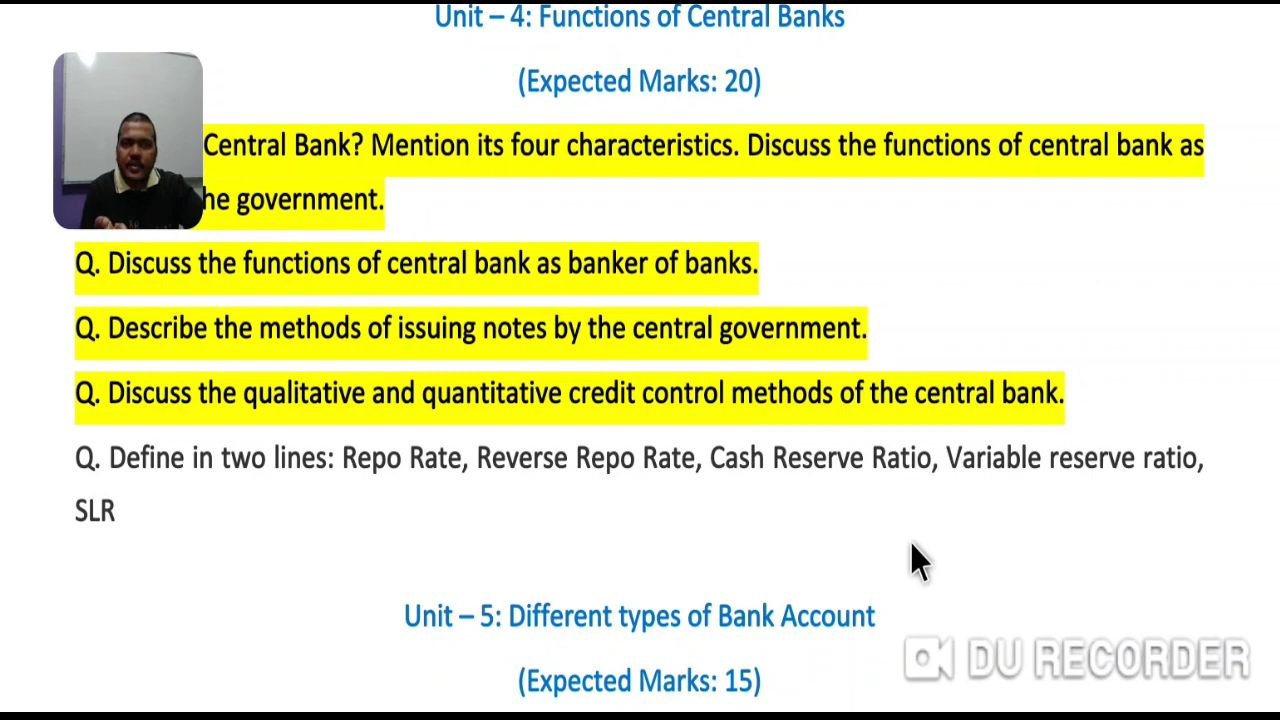 Unit – 4: Functions of Central Banks
(Expected Marks: 20)
Central Bank? Mention its four characteristics. Discuss the functions of central bank as
he government.
Q. Discuss the functions of central bank as banker of banks.
Q. Describe the methods of issuing notes by the central government.
Q. Discuss the qualitative and quantitative credit control methods of the central bank.
Q. Define in two lines: Repo Rate, Reverse Repo Rate, Cash Reserve Ratio, Variable reserve ratio,
SLR
Unit – 5: Different types of Bank Account
DU RECORDER
(Expected Marks: 15)